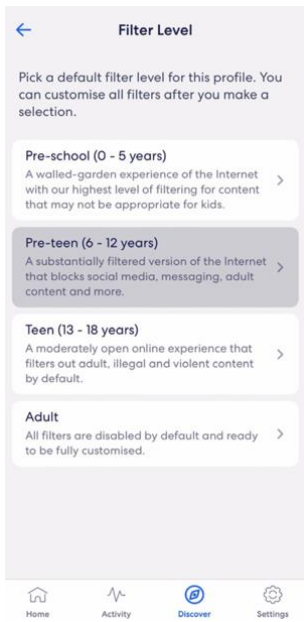 Filter Level
Pick a default filter level for this profile. You
can customise all filters after you make a
selection.
Pre-school (0 - 5 years)
A walled-garden experience of the Internet
with our highest level of filtering for content
that may not be appropriate for kids.
Pre-teen (6 - 12 years)
A substantially filtered version of the Internet
that blocks social media, messaging, adult
content and more.
Teen (13 - 18 years)
A moderately open online experience that
filters out adult, illegal and violent content
by default.
Adult
All filters are disabled by default and ready
to be fully customised.
Home Activity Discover Settings